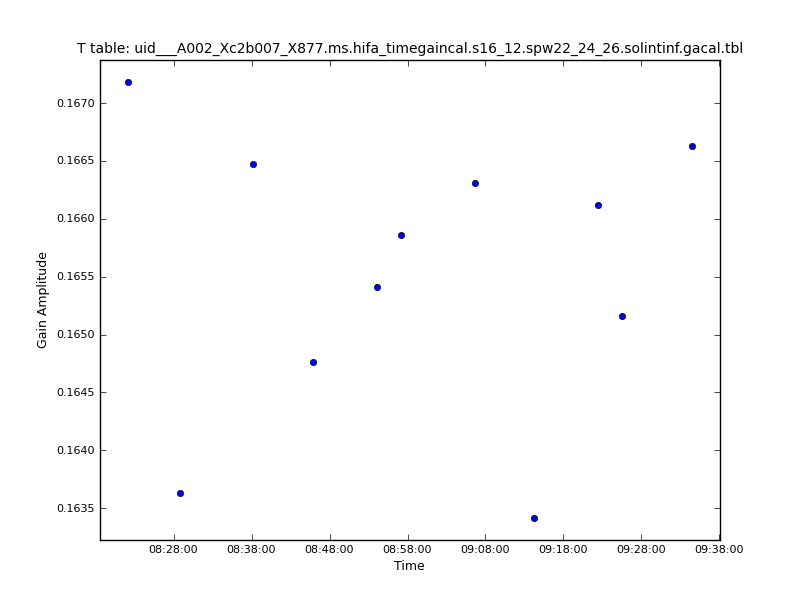 T table: uid___A002_Xc2b007_X877.ms.hifa_timegaincal.s16_12.spw22_24_26.solintinf.gacal.tbl
0.1670
0.1665
0.1660
0.1655
0.1650
0.1645
0.1640
0.1635
Gain Amplitude
08:28:00 08:38:00 08:48:00 08:58:00 09:08:00 09:18:00 09:28:00 09:38:00
Time